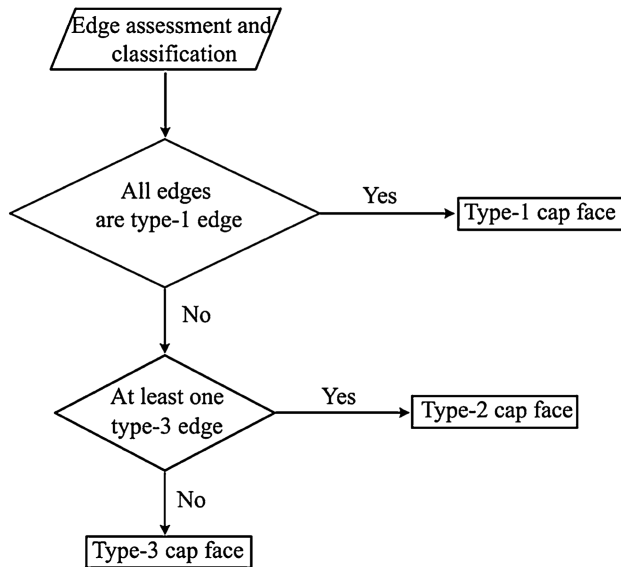 Edge assessment and
classification
All edges
are type-1 edge
Yes
Type-1 cap face
No
At least one
type-3 edge
Yes
Type-2 cap face
No
Type-3 cap face